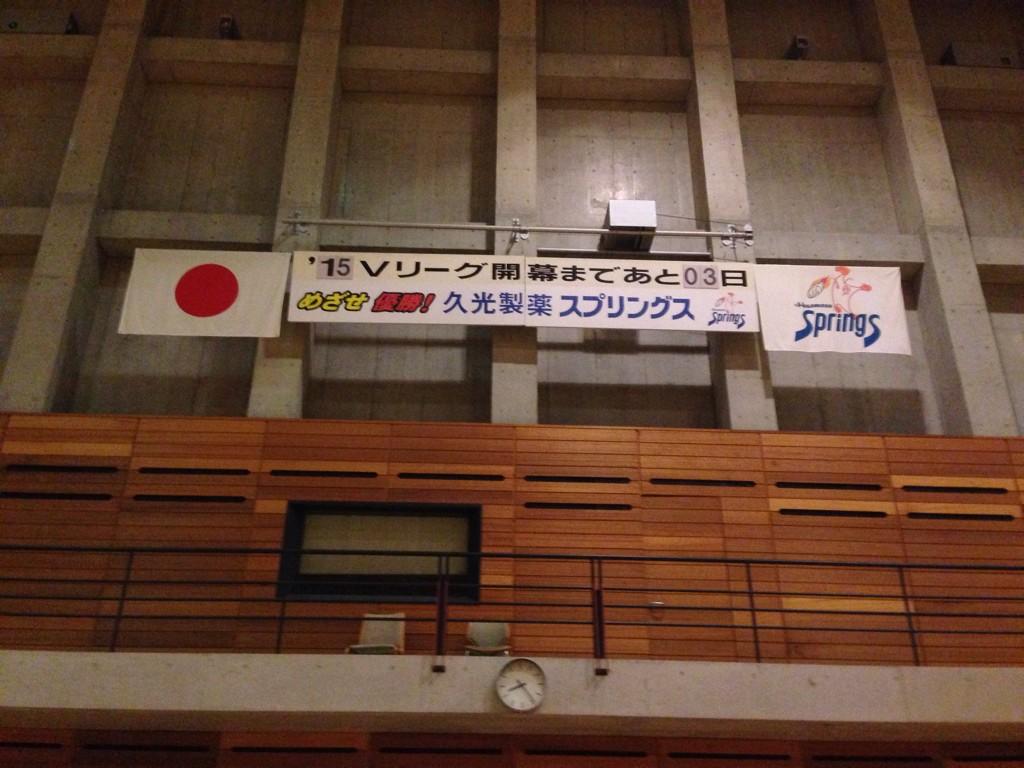 '15 Vリーグ開幕まであと03日
めざせ 優勝! 久光製薬 スプリングス Springs
Hisamitsu
Springs